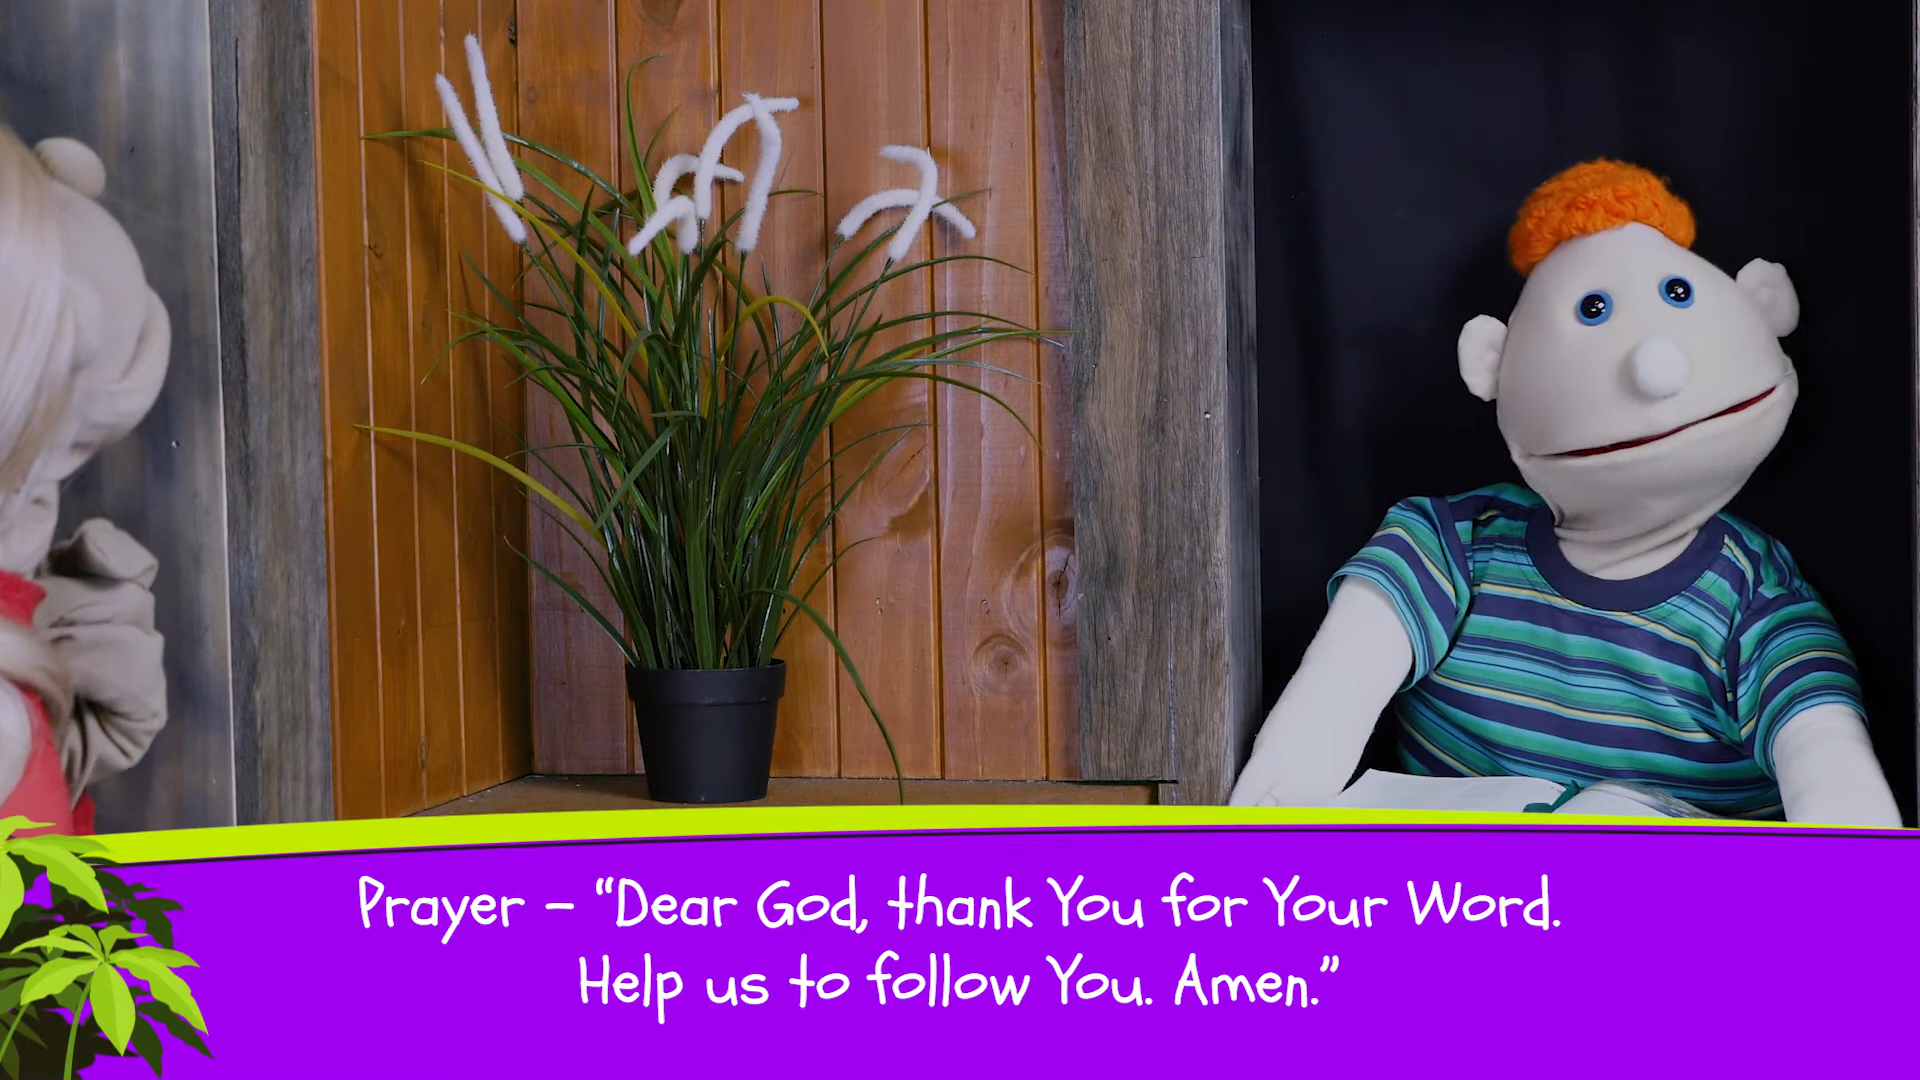 Prayer – “Dear God, thank You for Your Word.
Help us to follow You. Amen.”